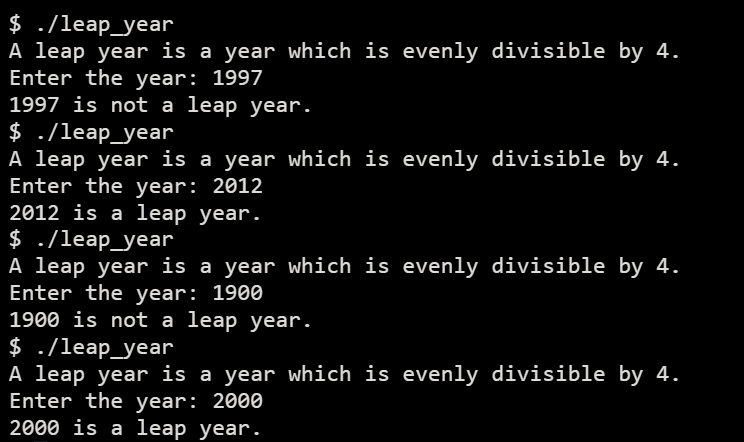 $ ./leap_year
A leap year is a year which is evenly divisible by 4.
Enter the year: 1997
1997 is not a leap year.
$ ./leap_year
A leap year is a year which is evenly divisible by 4.
Enter the year: 2012
2012 is a leap year.
$ ./leap_year
A leap year is a year which is evenly divisible by 4.
Enter the year: 1900
1900 is not a leap year.
$ ./leap_year
A leap year is a year which is evenly divisible by 4.
Enter the year: 2000
2000 is a leap year.